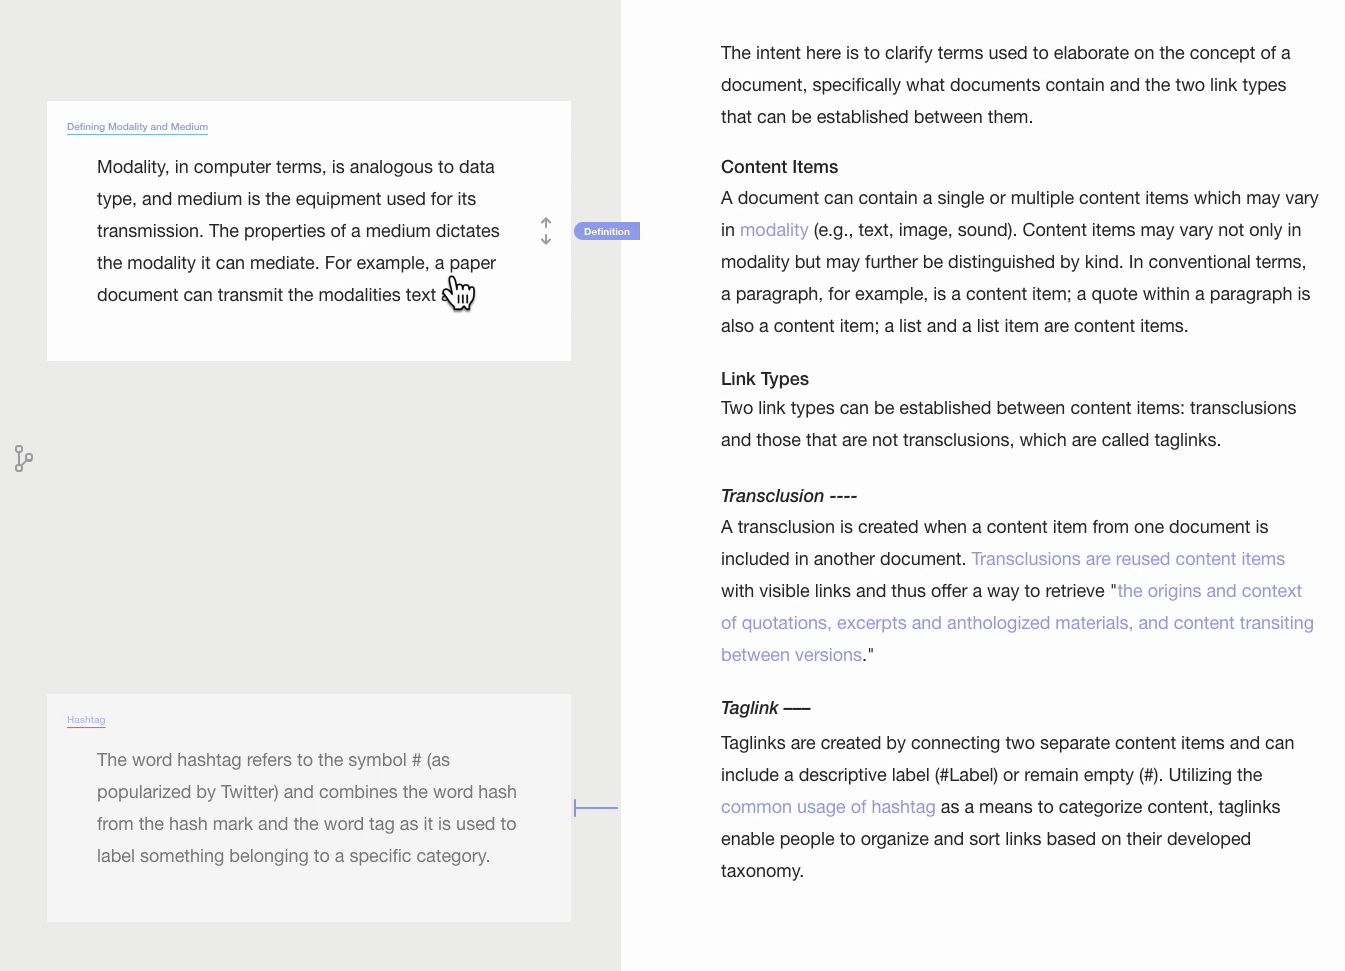 Defining Modality and Medium
Modality, in computer terms, is analogous to data
type, and medium is the equipment used for its
transmission. The properties of a medium dictates
the modality it can mediate. For example, a paper
document can transmit the modalities text
Definition
Hashtag
The word hashtag refers to the symbol # (as
popularized by Twitter) and combines the word hash
from the hash mark and the word tag as it is used to
label something belonging to a specific category.
The intent here is to clarify terms used to elaborate on the concept of a
document, specifically what documents contain and the two link types
that can be established between them.
Content Items
A document can contain a single or multiple content items which may vary
in modality (e.g., text, image, sound). Content items may vary not only in
modality but may further be distinguished by kind. In conventional terms,
a paragraph, for example, is a content item; a quote within a paragraph is
also a content item; a list and a list item are content items.
Link Types
Two link types can be established between content items: transclusions
and those that are not transclusions, which are called taglinks.
Transclusion ----
A transclusion is created when a content item from one document is
included in another document. Transclusions are reused content items
with visible links and thus offer a way to retrieve "the origins and context
of quotations, excerpts and anthologized materials, and content transiting
between versions."
Taglink –––
Taglinks are created by connecting two separate content items and can
include a descriptive label (#Label) or remain empty (#). Utilizing the
common usage of hashtag as a means to categorize content, taglinks
enable people to organize and sort links based on their developed
taxonomy.